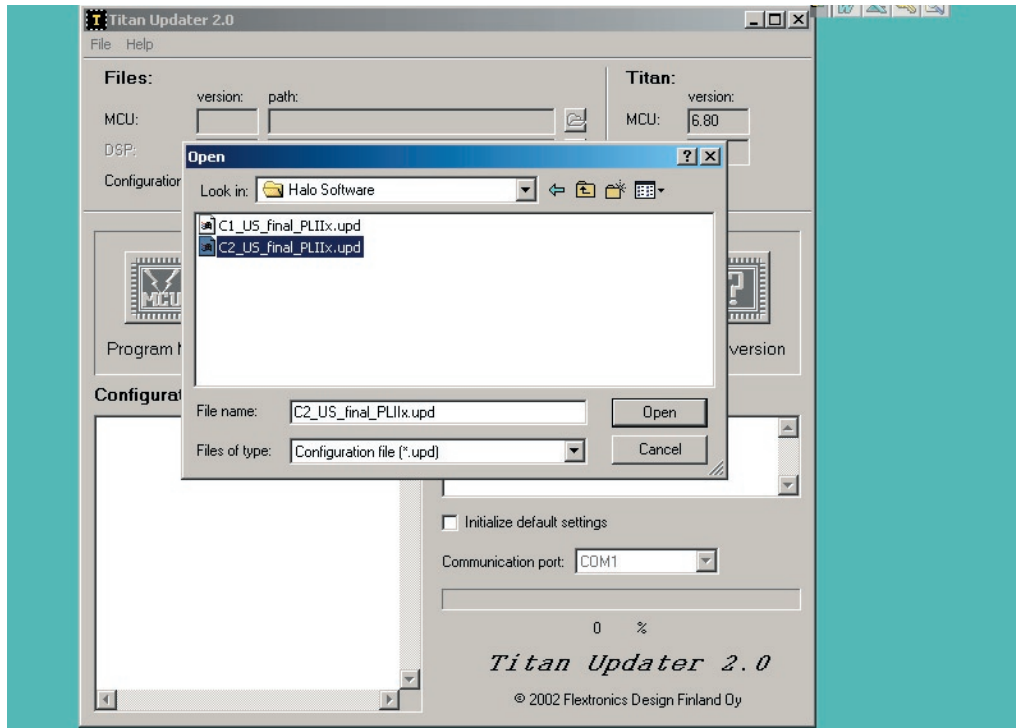 Titan Updater 2.0
File Help
Files:
version: path:
MCU:
DSP:
Configuration
Titan:
version:
MCU: 6.80
Open
Look in: Halo Software
C1_US_final_PLIIx.upd
C2_US_final_PLIIx.upd
File name: C2_US_final_PLIIx.upd
Open
Files of type: Configuration file (*.upd)
Cancel
MCU
?
Program
version
Configurat
Initialize default settings
Communication port: COM1
0 %
Titan Updater 2.0
© 2002 Flextronics Design Finland Oy